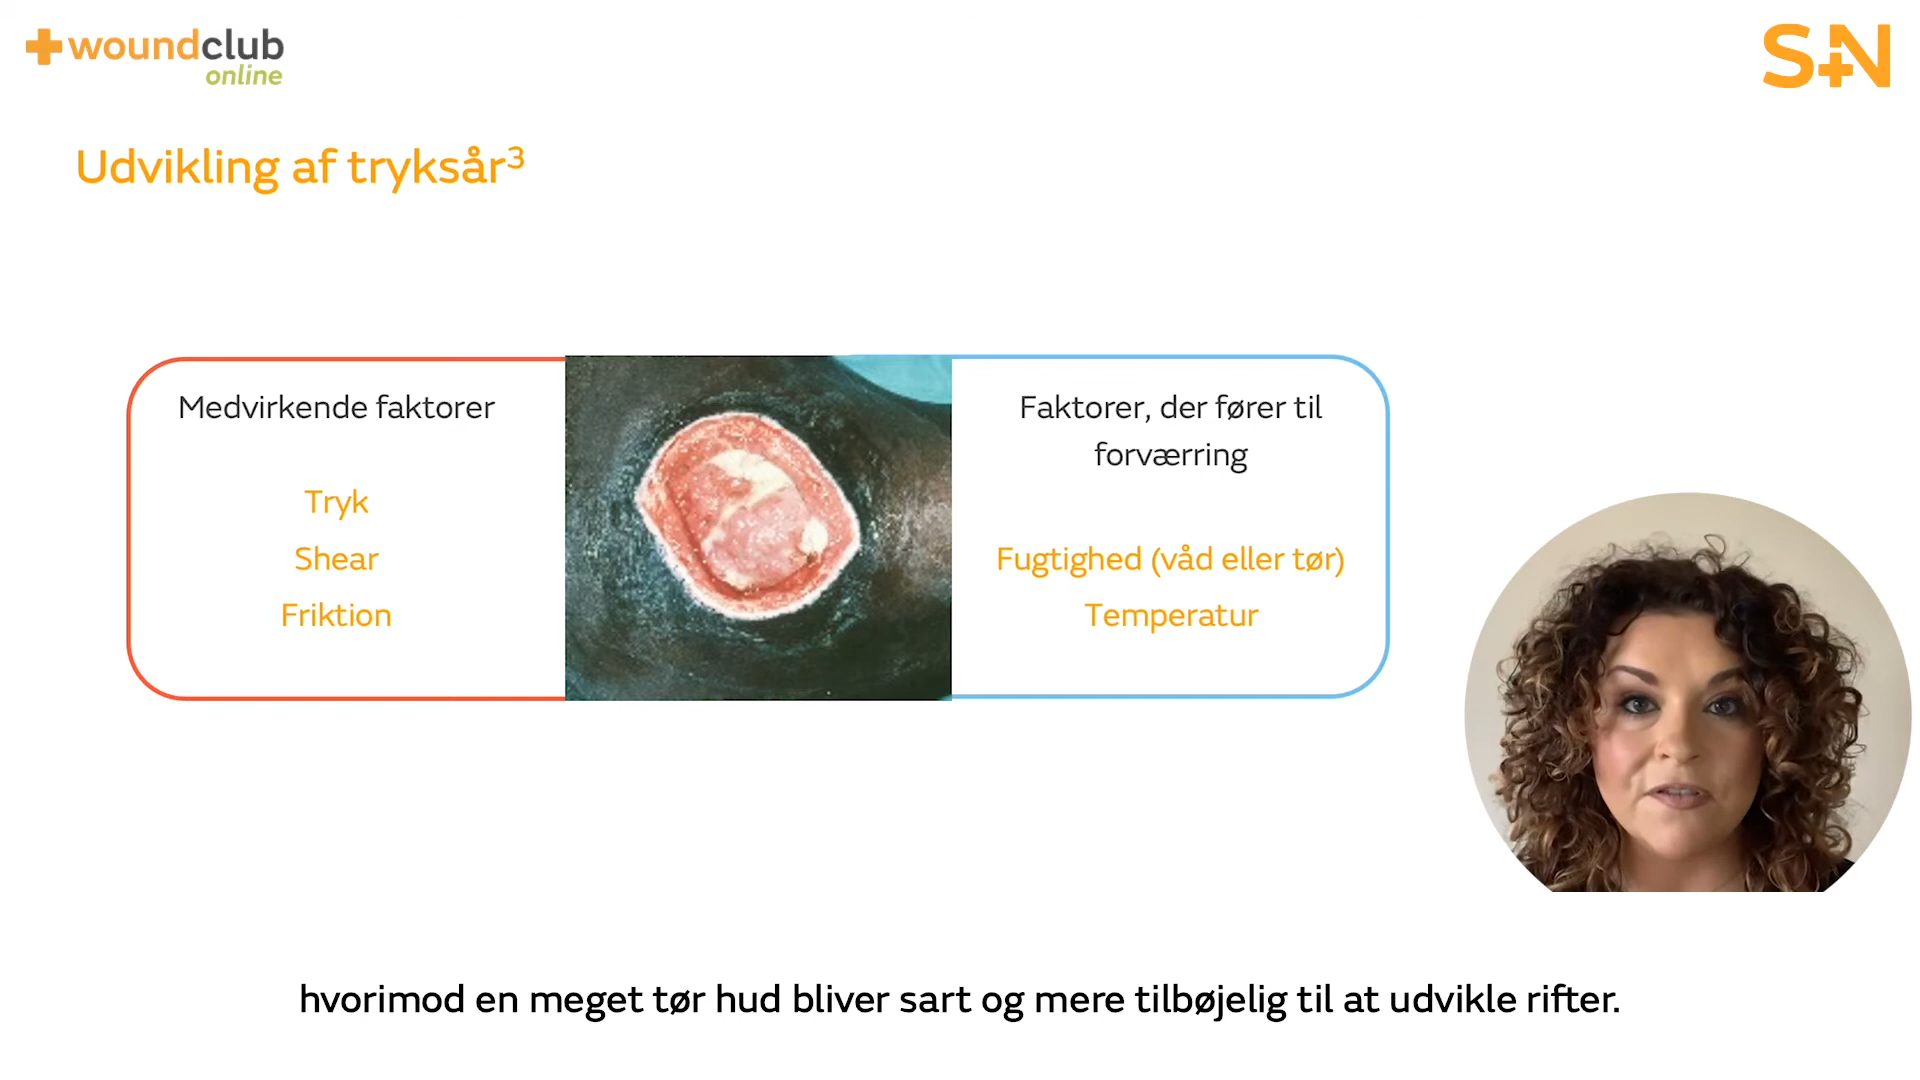 woundclub
online
S+N
Udvikling af tryksår³
Medvirkende faktorer
Tryk
Shear
Friktion
Faktorer, der fører til
forværring
Fugtighed (våd eller tør)
Temperatur
hvorimod en meget tør hud bliver sart og mere tilbøjelig til at udvikle rifter.